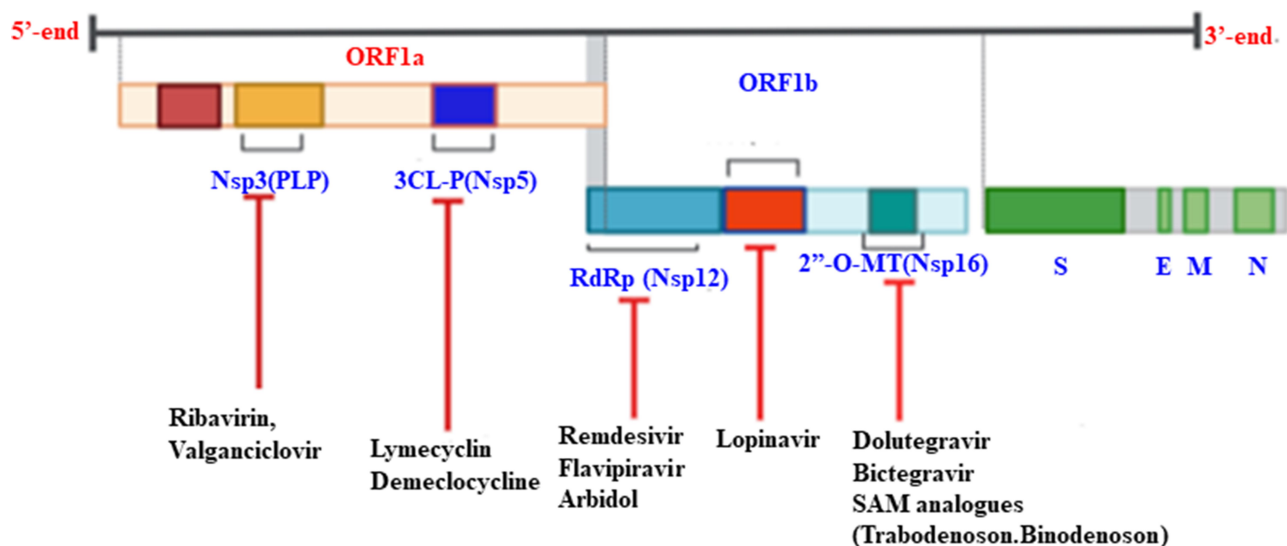 5’-end
3’-end.
ORF1a
ORF1b
Nsp3(PLP)
3CL-P(Nsp5)
RdRp (Nsp12)
2”-O-MT(Nsp16)
S
E
M
N
Ribavirin,
Valganciclovir
Lymecyclin
Demeclocycline
Remdesivir
Flavipiravir
Arbidol
Lopinavir
Dolutegravir
Bictegravir
SAM analogues
(Trabodenoson.Binodenoson)